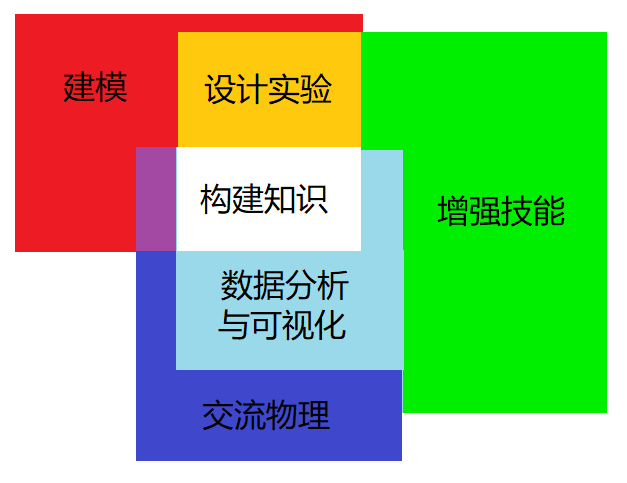 建模
设计实验
构建知识
增强技能
数据分析
与可视化
交流物理